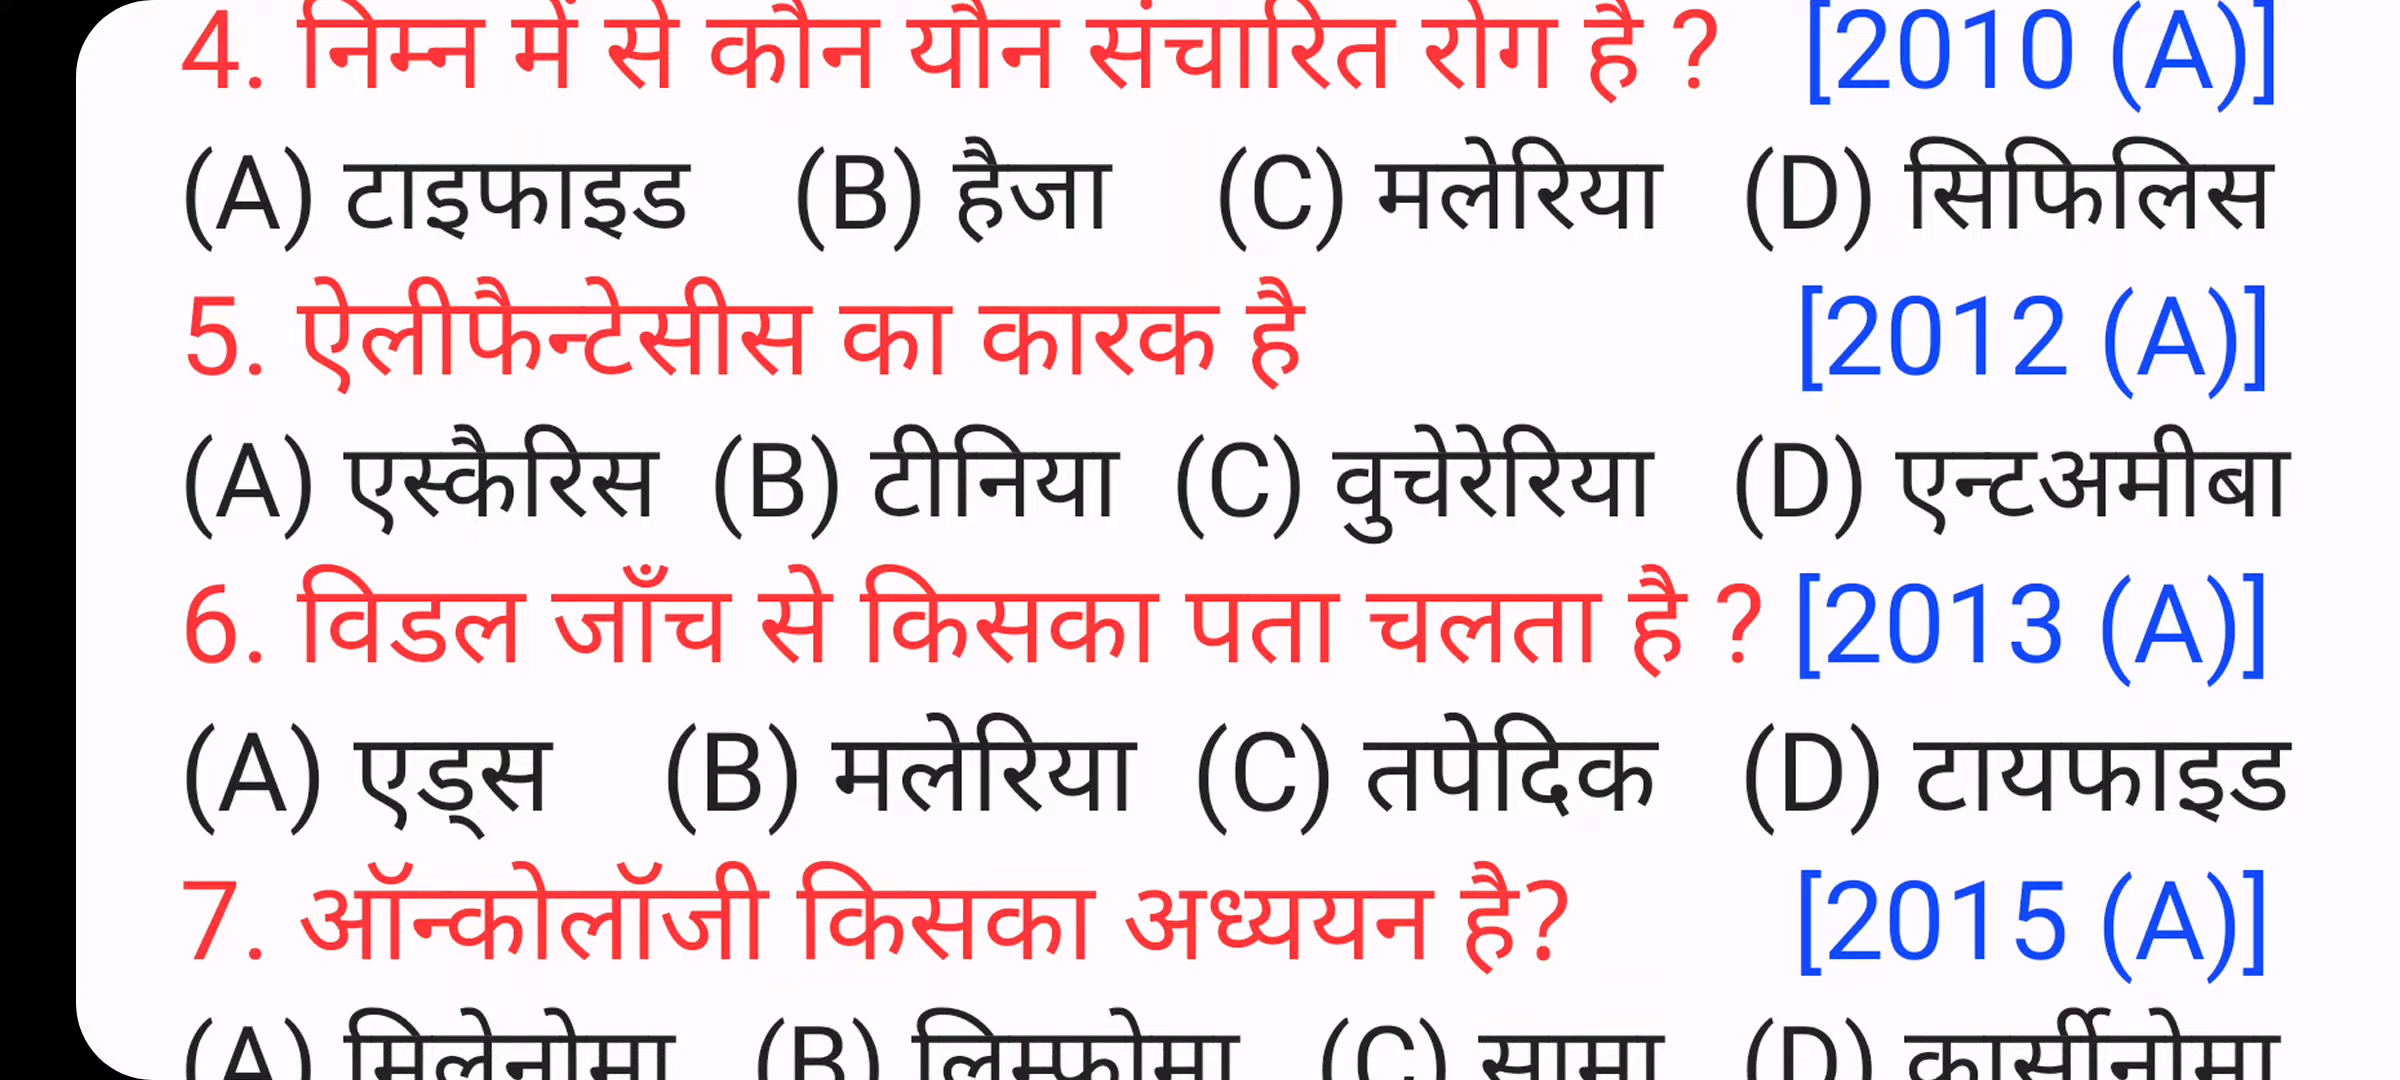 4. निम्न में से कौन यौन संचारित रोग है ? [2010 (A)]
(A) टाइफाइड (B) हैजा (C) मलेरिया (D) सिफिलिस
5. ऐलीफैन्टेसीस का कारक है [2012 (A)]
(A) एस्कैरिस (B) टीनिया (C) वुचेरेरिया (D) एन्टअमीबा
6. विडल जाँच से किसका पता चलता है ? [2013 (A)]
(A) एड्स (B) मलेरिया (C) तपेदिक (D) टायफाइड
7. ऑन्कोलॉजी किसका अध्ययन है? [2015 (A)]
(A) मिलेनोमा (B) लिम्फोमा (C) (D) कार्सीनोमा